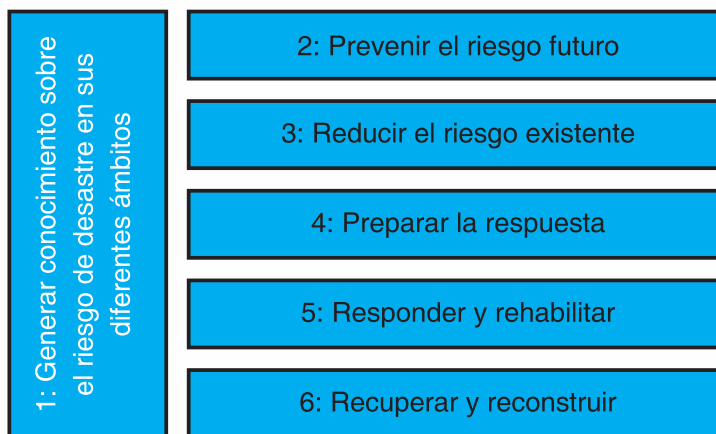 1: Generar conocimiento sobre
el riesgo de desastre en sus
diferentes ámbitos
2: Prevenir el riesgo futuro
3: Reducir el riesgo existente
4: Preparar la respuesta
5: Responder y rehabilitar
6: Recuperar y reconstruir